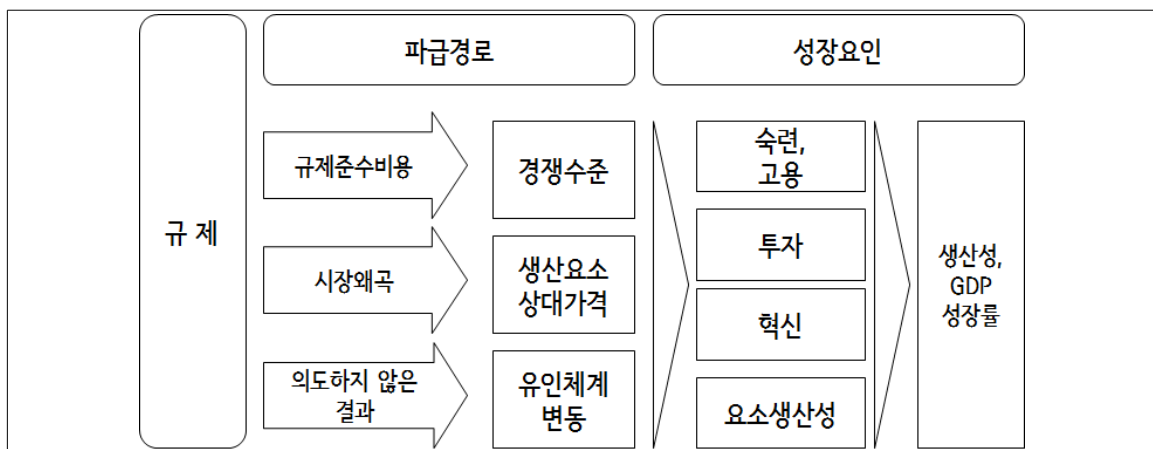 파급경로
성장요인
규 제
규제준수비용
경쟁수준
숙련,
고용
투자
시장왜곡
생산요소
상대가격
혁신
의도하지 않은
결과
유인체계
변동
요소생산성
생산성,
GDP
성장률